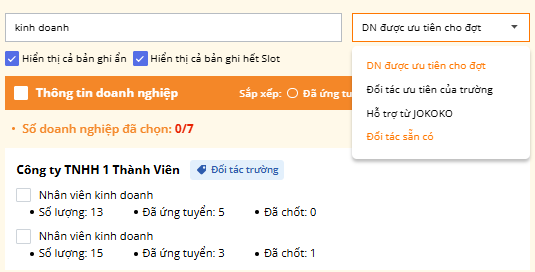 kinh doanh
DN được ưu tiên cho đợt
Hiển thị cả bản ghi ẩn
Hiển thị cả bản ghi hết Slot
DN được ưu tiên cho đợt
Đối tác ưu tiên của trường
Hỗ trợ từ JOKOKO
Đối tác sẵn có
Thông tin doanh nghiệp
Sắp xếp: Đã ứng
• Số doanh nghiệp đã chọn: 0/7
Công ty TNHH 1 Thành Viên
Đối tác trường
Nhân viên kinh doanh
• Số lượng: 13 • Đã ứng tuyển: 5 • Đã chốt: 0
Nhân viên kinh doanh
• Số lượng: 15 • Đã ứng tuyển: 3 • Đã chốt: 1